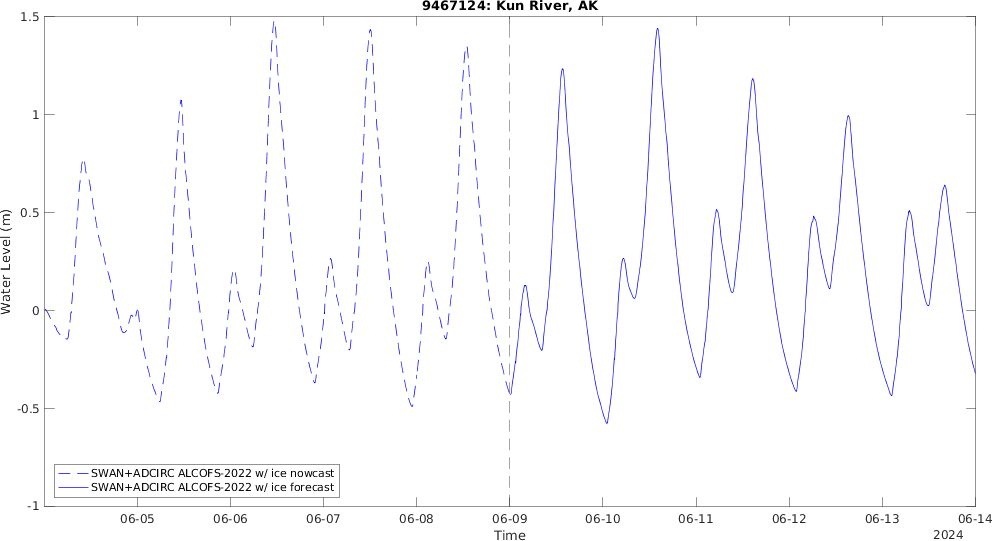 9467124: Kun River, AK
Water Level (m)
1.5
1
0.5
0
-0.5
-1
SWAN+ADCIRC ALCOFS-2022 w/ ice nowcast
SWAN+ADCIRC ALCOFS-2022 w/ ice forecast
06-05 06-06 06-07 06-08 06-09 06-10 06-11 06-12 06-13 06-14
Time
2024